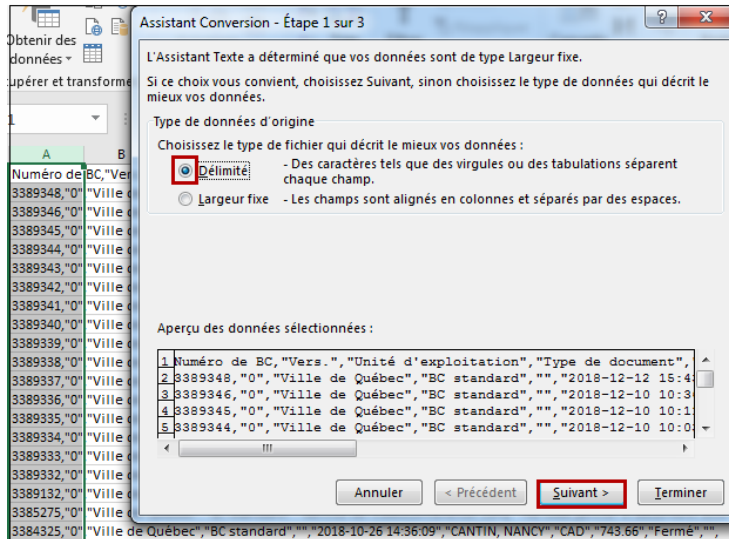 Obtenir des
données
Assistant Conversion - Étape 1 sur 3
L'Assistant Texte a déterminé que vos données sont de type Largeur fixe.
Si ce choix vous convient, choisissez Suivant, sinon choisissez le type de données qui décrit le
mieux vos données.
Type de données d'origine
Choisissez le type de fichier qui décrit le mieux vos données :
Délimité - Des caractères tels que des virgules ou des tabulations séparent
chaque champ.
Largeur fixe - Les champs sont alignés en colonnes et séparés par des espaces.
Aperçu des données sélectionnées :
1 Numéro de BC,"Vers.","Unité d'exploitation","Type de document",
2 3389348,"0","Ville de Québec","BC standard","","2018-12-12 15:4
3 3389346,"0","Ville de Québec","BC standard","","2018-12-10 10:3
4 3389345,"0","Ville de Québec","BC standard","","2018-12-10 10:1
5 3389344,"0","Ville de Québec","BC standard","","2018-12-10 10:0
Annuler < Précédent Suivant > Terminer
A B
Numéro de BC,"Ver
3389348,"0","Ville d
3389346,"0","Ville d
3389345,"0","Ville d
3389344,"0","Ville d
3389343,"0","Ville d
3389342,"0","Ville d
3389341,"0","Ville d
3389340,"0","Ville d
3389339,"0","Ville d
3389338,"0","Ville d
3389337,"0","Ville d
3389336,"0","Ville d
3389335,"0","Ville d
3389334,"0","Ville d
3389333,"0","Ville d
3389332,"0","Ville d
3389132,"0","Ville d
3385275,"0","Ville d
3384325,"0","Ville de Québec","BC standard","","2018-10-26 14:36:09","CANTIN, NANCY","CAD","743.66","Fermé","",